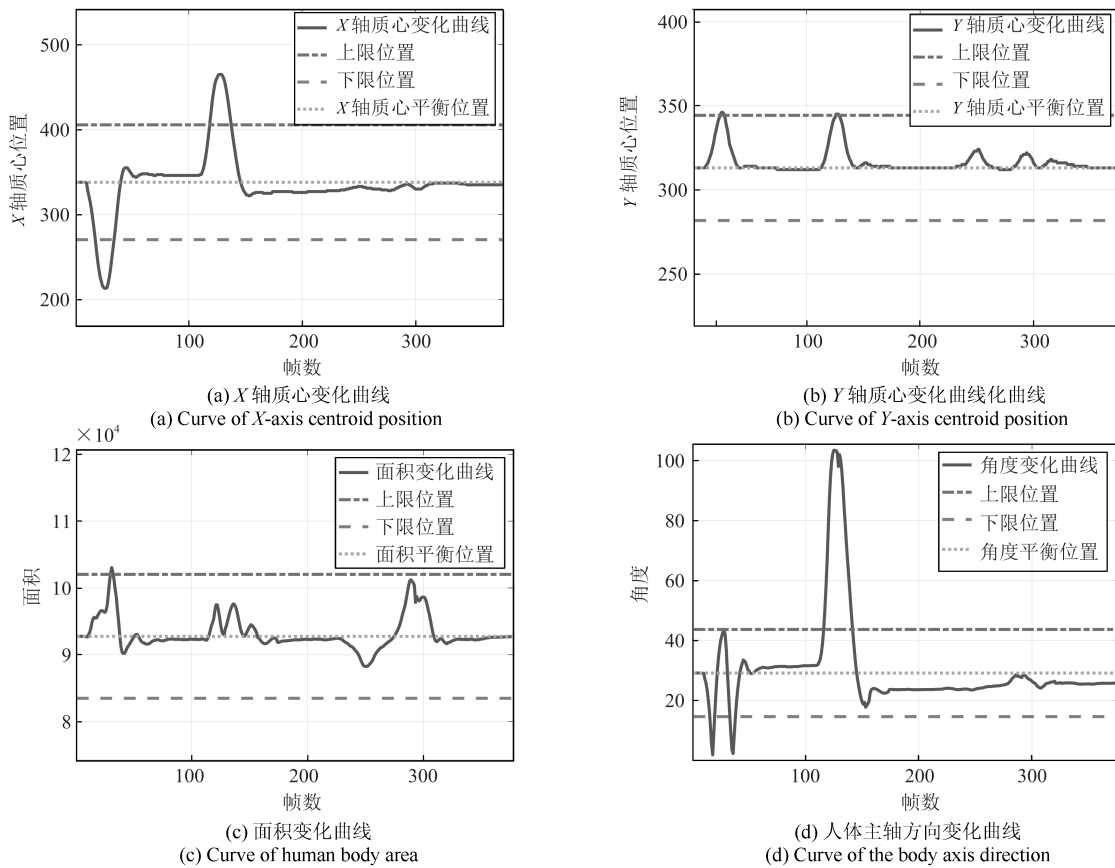 500
400
300
200
X 轴质心位置
X 轴质心变化曲线
上限位置
下限位置
X 轴质心平衡位置
100
200
300
帧数
(a) X 轴质心变化曲线
(a) Curve of X-axis centroid position
400
350
300
250
Y 轴质心位置
Y 轴质心变化曲线
上限位置
下限位置
Y 轴质心平衡位置
100
200
300
帧数
(b) Y 轴质心变化曲线化曲线
(b) Curve of Y-axis centroid position
×10⁴
12
11
10
9
8
面积
面积变化曲线
上限位置
下限位置
面积平衡位置
100
200
300
帧数
(c) 面积变化曲线
(c) Curve of human body area
100
80
60
40
20
角度
角度变化曲线
上限位置
下限位置
角度平衡位置
100
200
300
帧数
(d) 人体主轴方向变化曲线
(d) Curve of the body axis direction